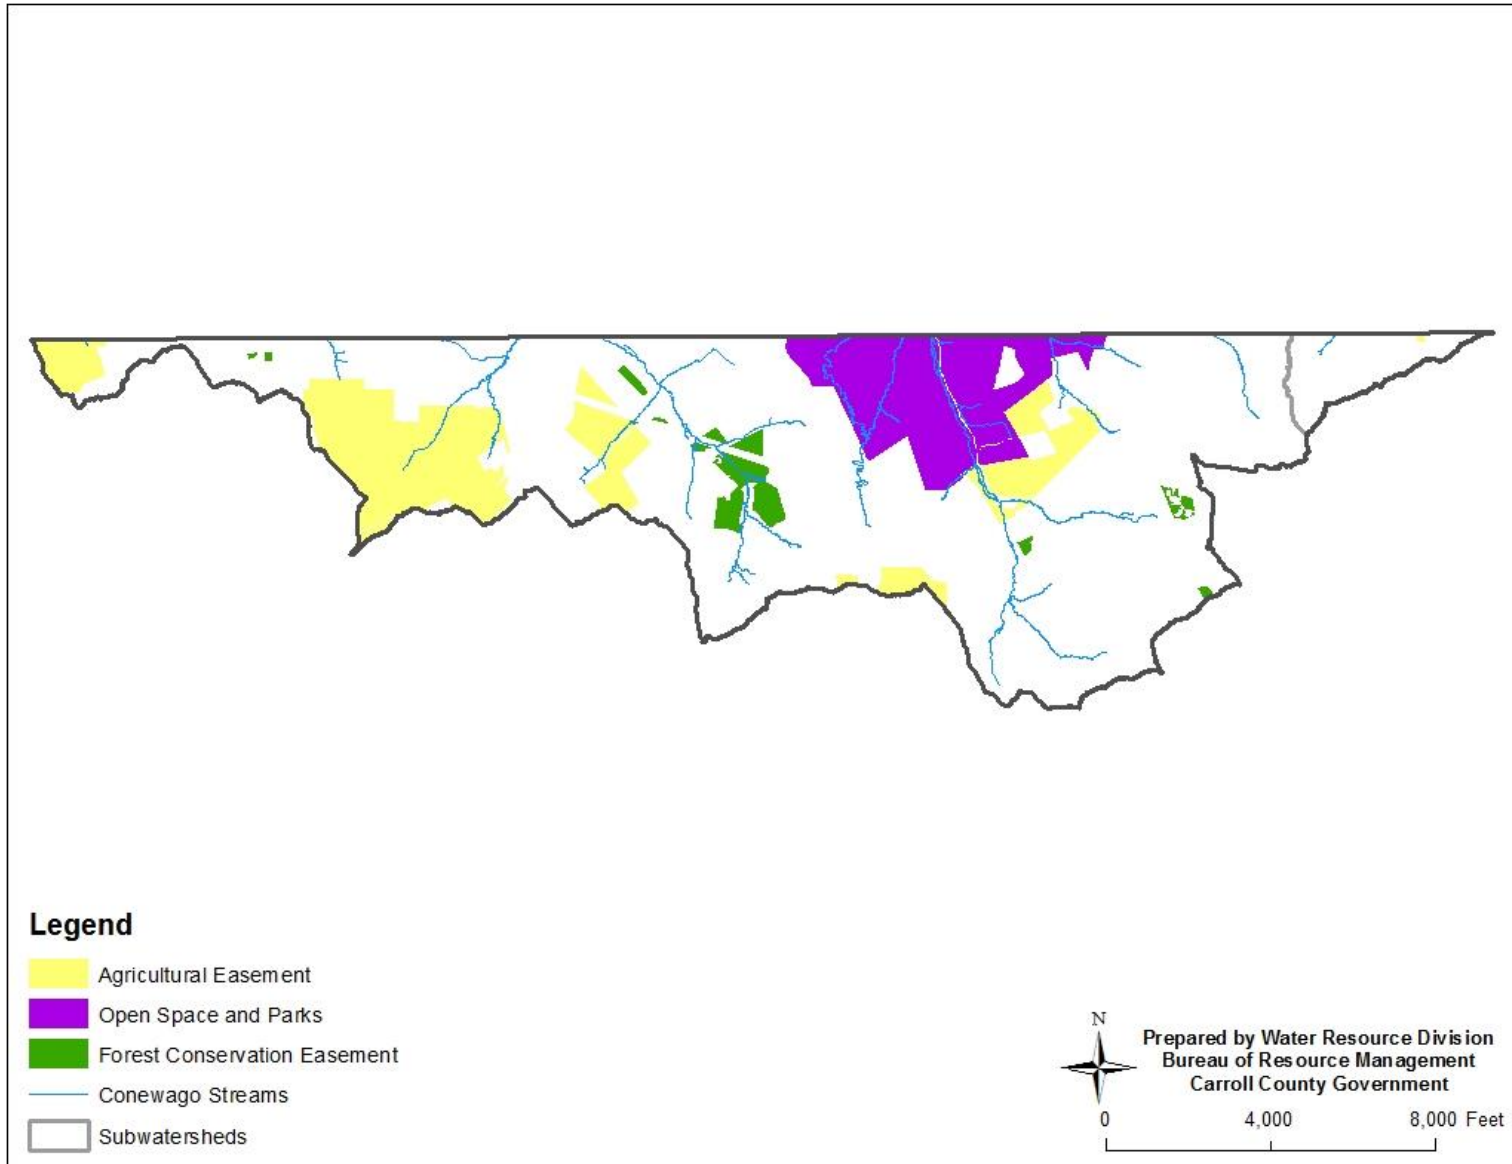 Legend
Agricultural Easement
Open Space and Parks
Forest Conservation Easement
Conewago Streams
Subwatersheds
N
Prepared by Water Resource Division
Bureau of Resource Management
Carroll County Government
0 4,000 8,000 Feet